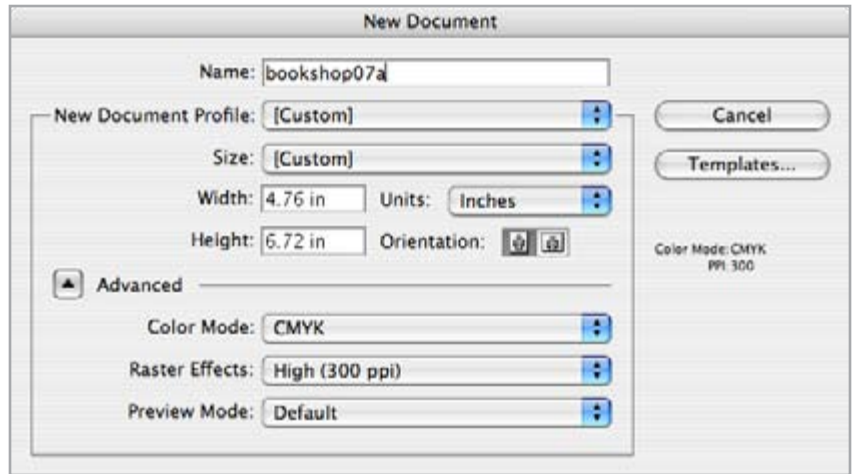 New Document
Name: bookshop07a
New Document Profile: [Custom]
Cancel
Size: [Custom]
Templates...
Width: 4.76 in Units: Inches
Height: 6.72 in Orientation:
Color Mode: CMYK
PPI: 300
Advanced
Color Mode: CMYK
Raster Effects: High (300 ppi)
Preview Mode: Default